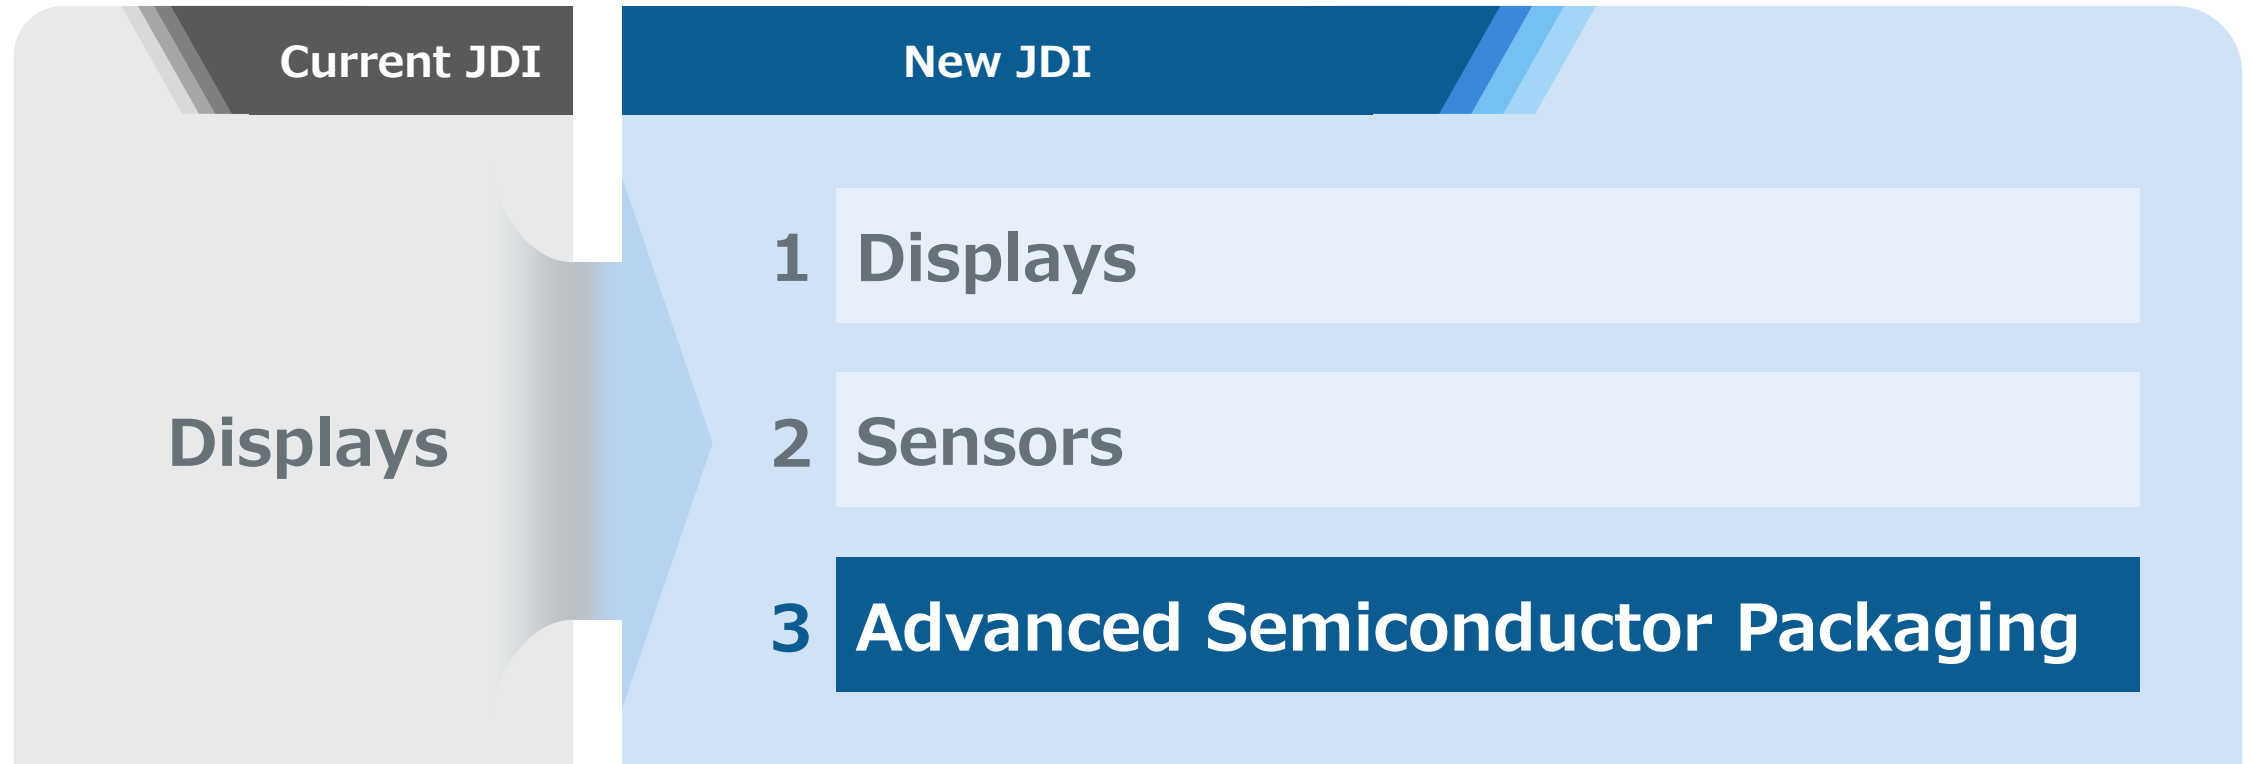 Current JDI
New JDI
Displays
1 Displays
2 Sensors
3 Advanced Semiconductor Packaging